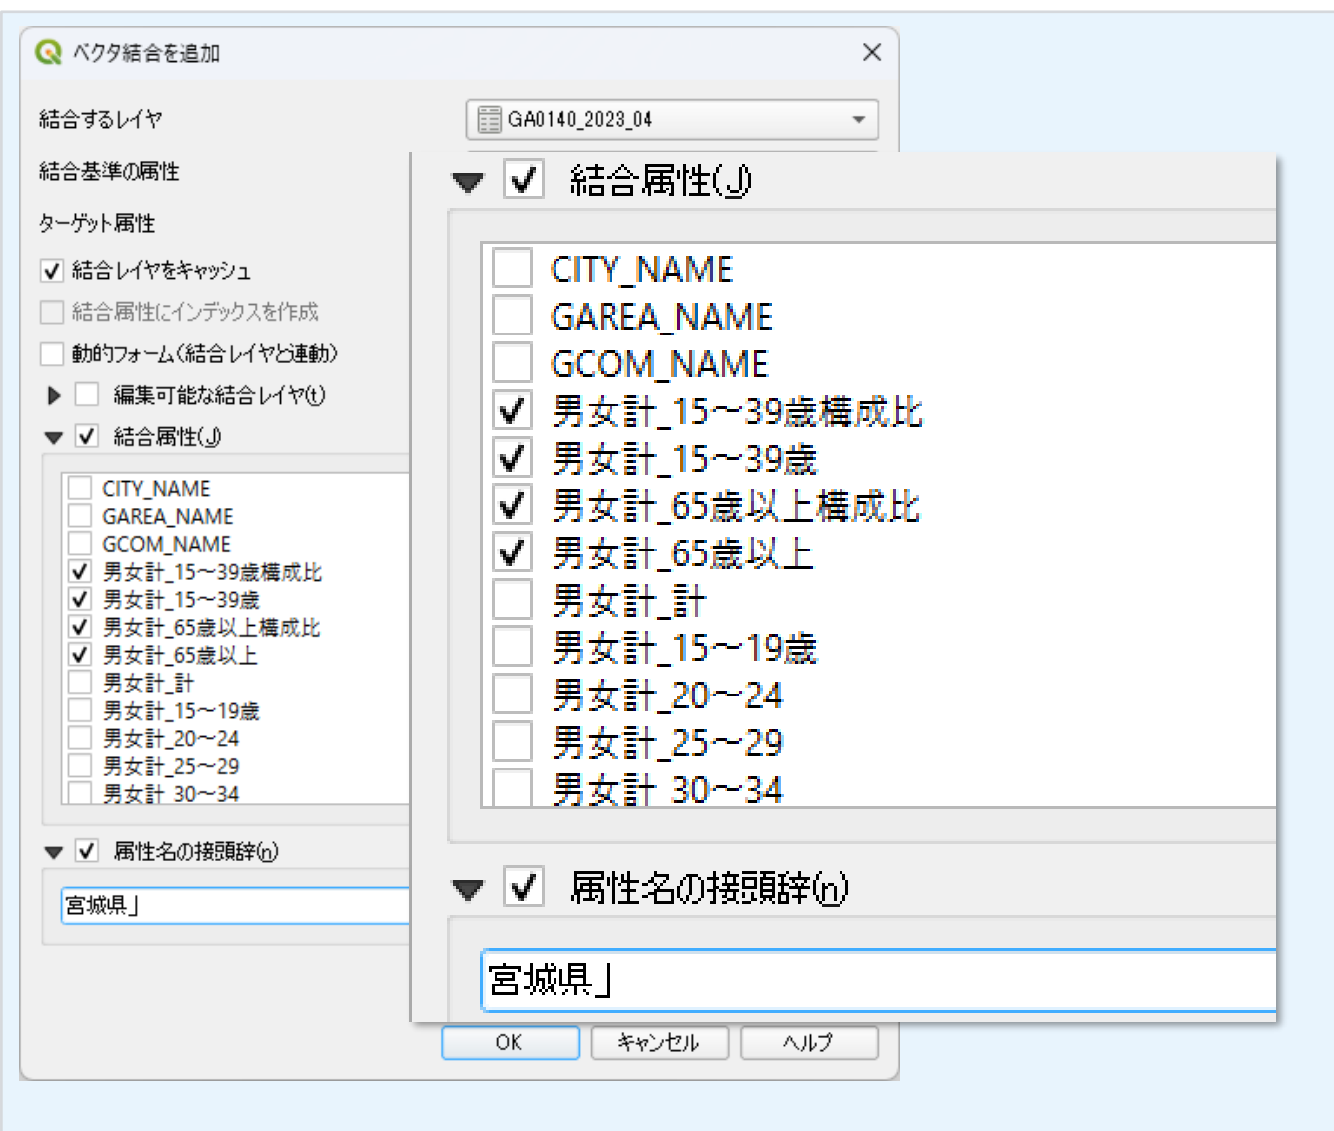 ベクタ結合を追加
結合するレイヤ
GA0140_2023_04
結合基準の属性
ターゲット属性
結合レイヤをキャッシュ
結合属性にインデックスを作成
動的フォーム(結合レイヤと連動)
編集可能な結合レイヤ(t)
結合属性(J)
CITY_NAME
GAREA_NAME
GCOM_NAME
男女計_15～39歳構成比
男女計_15～39歳
男女計_65歳以上構成比
男女計_65歳以上
男女計_計
男女計_15～19歳
男女計_20～24
男女計_25～29
男女計_30～34
属性名の接頭辞(n)
宮城県」
結合属性(J)
CITY_NAME
GAREA_NAME
GCOM_NAME
男女計_15～39歳構成比
男女計_15～39歳
男女計_65歳以上構成比
男女計_65歳以上
男女計_計
男女計_15～19歳
男女計_20～24
男女計_25～29
男女計_30～34
属性名の接頭辞(n)
宮城県」
OK
キャンセル
ヘルプ